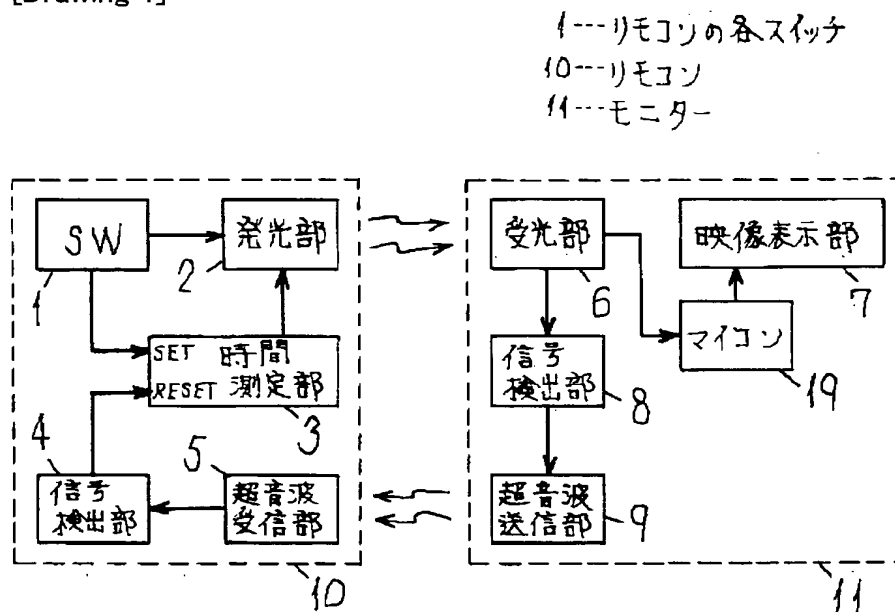 [Drawing 1]
1---リモコンの各スイッチ
10---リモコン
11---モニター
SW
1
発光部
2
SET 時間
RESET 測定部
3
4
信号
検出部
5
超音波
受信部
10
受光部
6
映像表示部
7
マイコン
19
信号
検出部
8
超音波
送信部
9
11